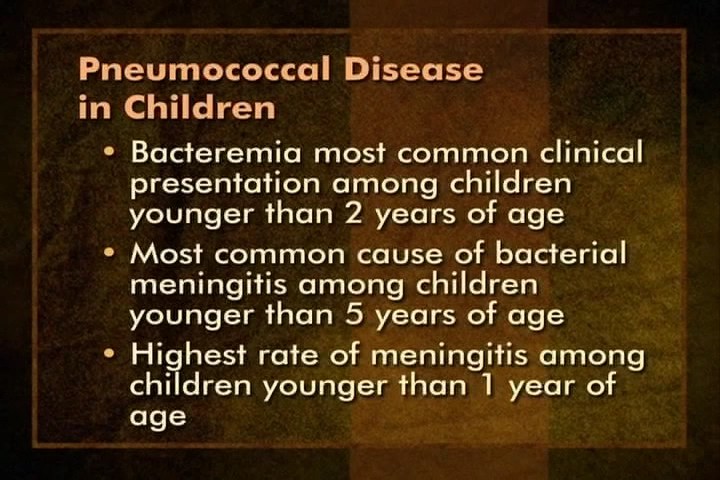 Pneumococcal Disease
in Children
• Bacteremia most common clinical
presentation among children
younger than 2 years of age
• Most common cause of bacterial
meningitis among children
younger than 5 years of age
• Highest rate of meningitis among
children younger than 1 year of
age